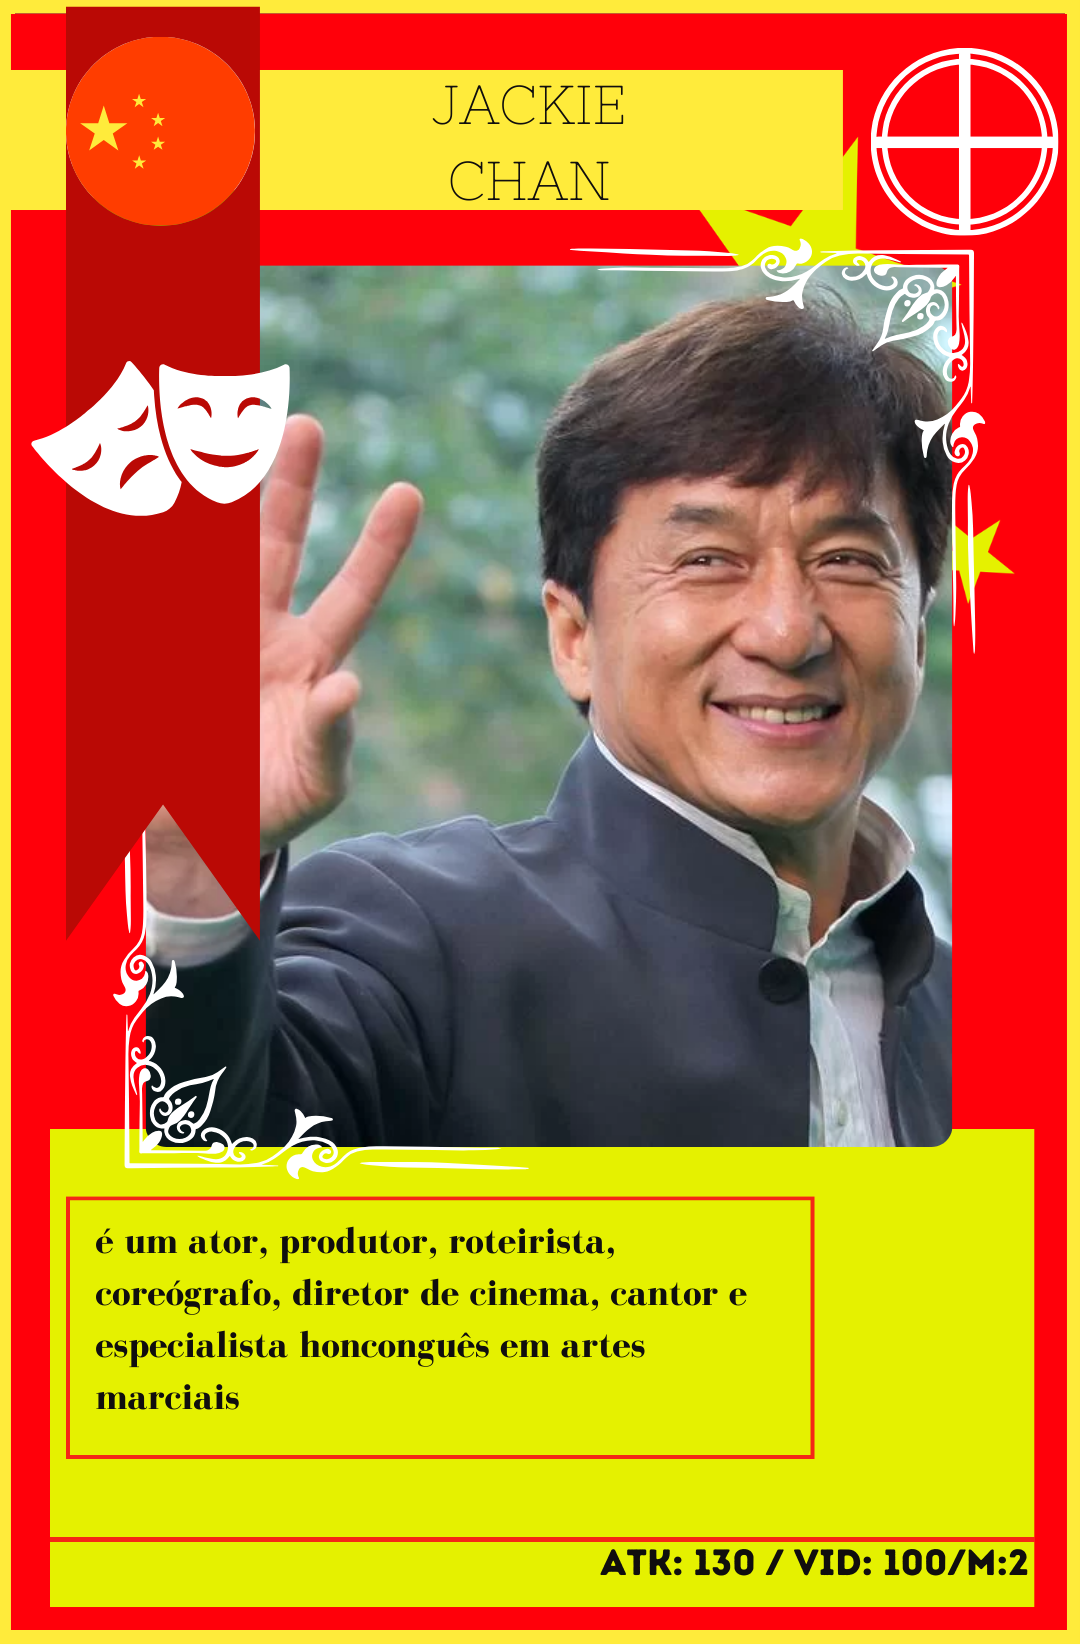 JACKIE
CHAN
é um ator, produtor, roteirista,
coreógrafo, diretor de cinema, cantor e
especialista honconguês em artes
marciais
ATK: 130 / VID: 100/M:2